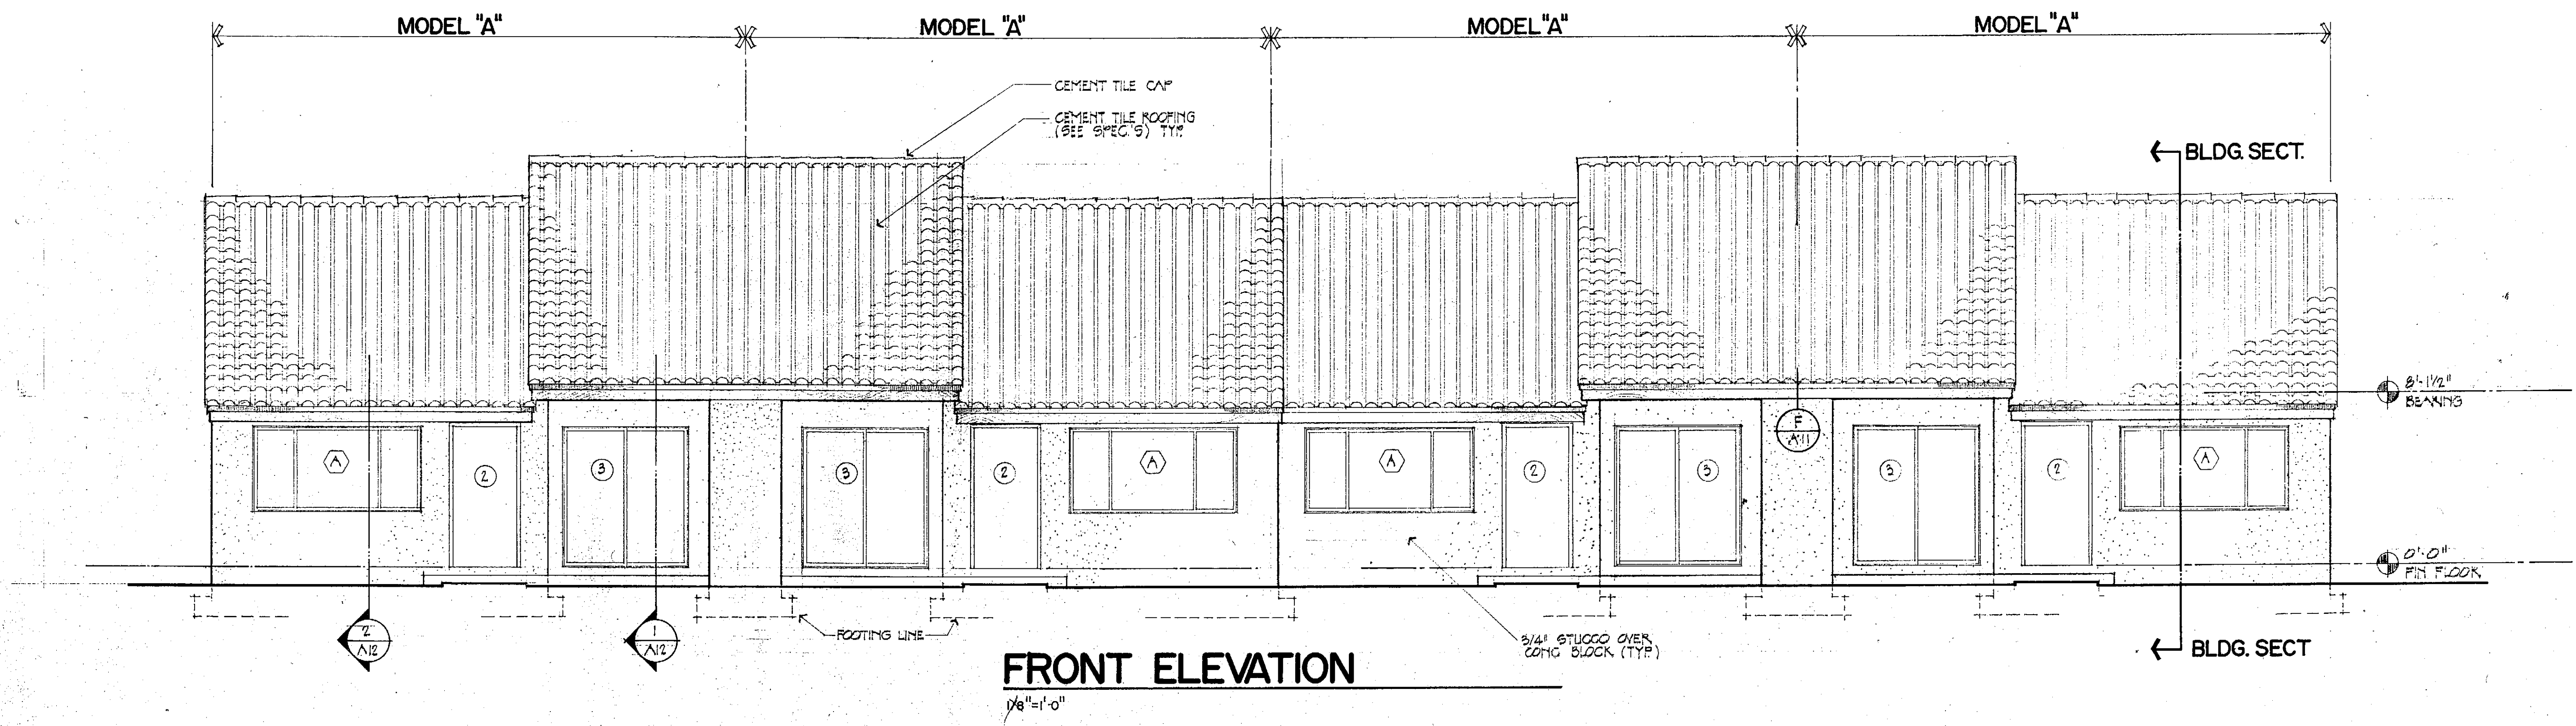 MODEL "A"
MODEL "A"
MODEL "A"
MODEL "A"
CEMENT TILE CAP
CEMENT TILE ROOFING
(SEE SPEC.'S) TYP.
BLDG. SECT.
8'-1 1/2"
BEARING
F
A11
A
2
3
3
2
A
A
2
3
3
2
A
0'-0"
FIN FLOOR
2
A12
1
A12
FOOTING LINE
3/4" STUCCO OVER
CONC BLOCK (TYP.)
BLDG. SECT
FRONT ELEVATION
1/8"=1'-0"